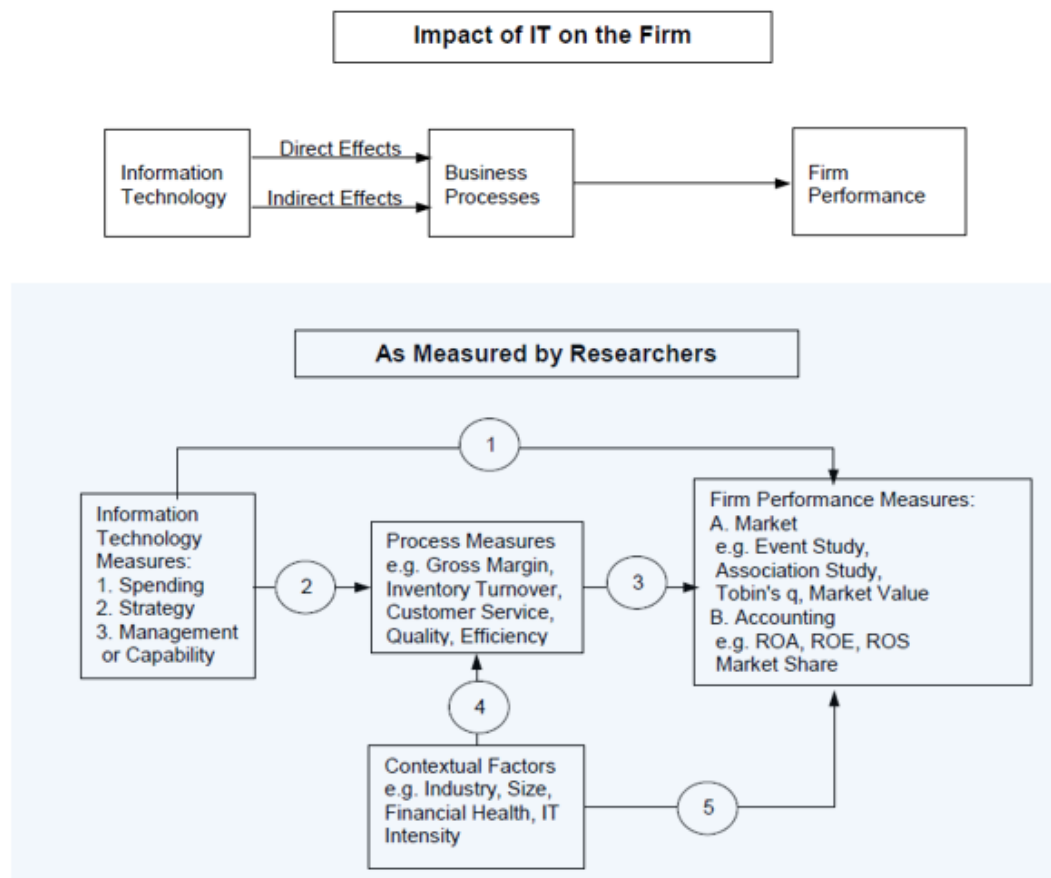 Impact of IT on the Firm
Information
Technology
Direct Effects
Indirect Effects
Business
Processes
Firm
Performance
As Measured by Researchers
1
Information
Technology
Measures:
1. Spending
2. Strategy
3. Management
or Capability
2
Process Measures
e.g. Gross Margin,
Inventory Turnover,
Customer Service,
Quality, Efficiency
3
Firm Performance Measures:
A. Market
e.g. Event Study,
Association Study,
Tobin's q, Market Value
B. Accounting
e.g. ROA, ROE, ROS
Market Share
4
Contextual Factors
e.g. Industry, Size,
Financial Health, IT
Intensity
5